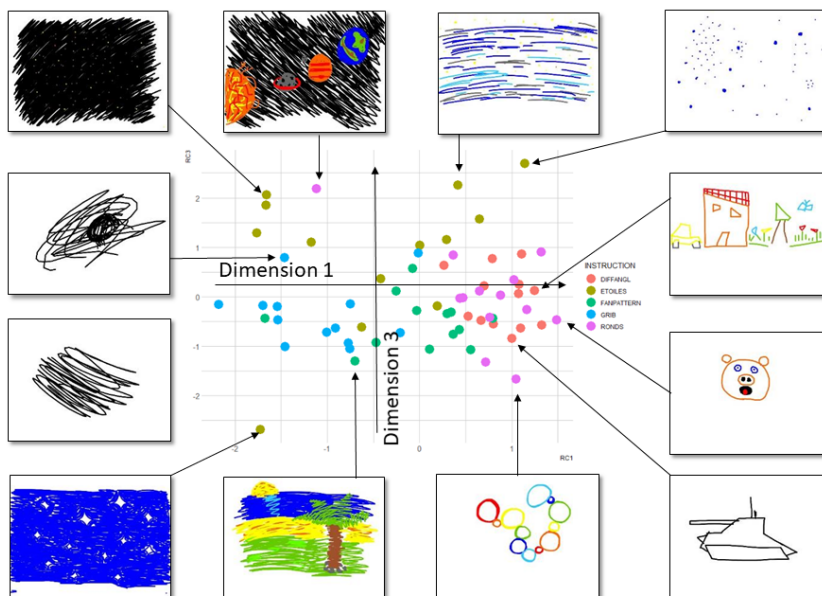 RC3
2
1
0
-1
-2
Dimension 1
Dimension 3
-2
-1
0
1
RC1
INSTRUCTION
DIFFANGL
ETOILES
FANPATTERN
GRIB
RONDS